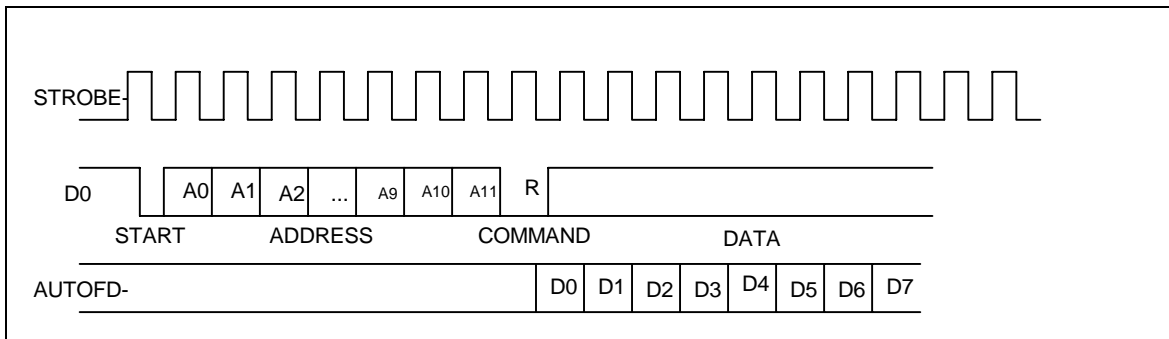 STROBE-
D0 A0 A1 A2 ... A9 A10 A11 R
START ADDRESS COMMAND DATA
AUTOFD- D0 D1 D2 D3 D4 D5 D6 D7